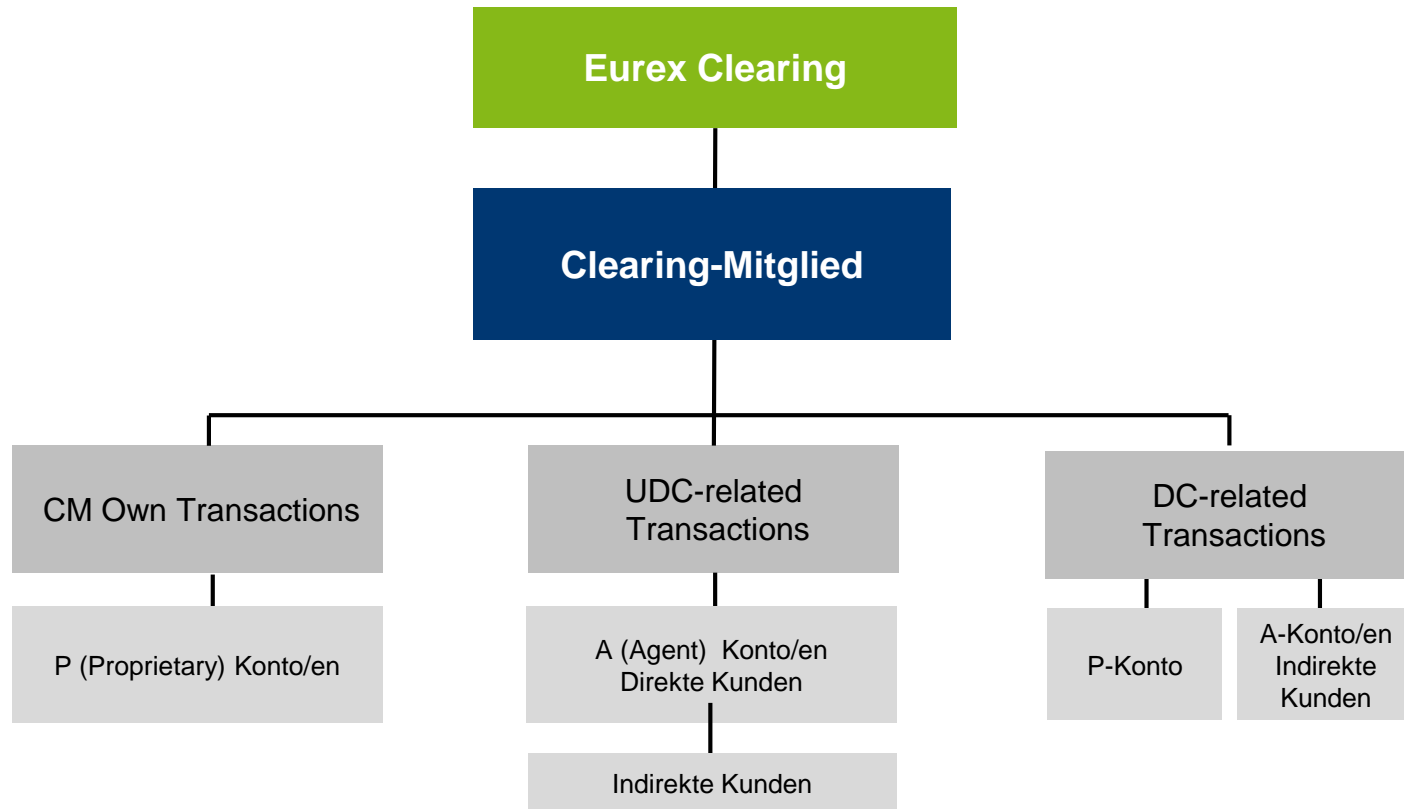 Eurex Clearing
Clearing-Mitglied
CM Own Transactions
UDC-related
Transactions
DC-related
Transactions
P (Proprietary) Konto/en
A (Agent) Konto/en
Direkte Kunden
P-Konto
A-Konto/en
Indirekte
Kunden
Indirekte Kunden